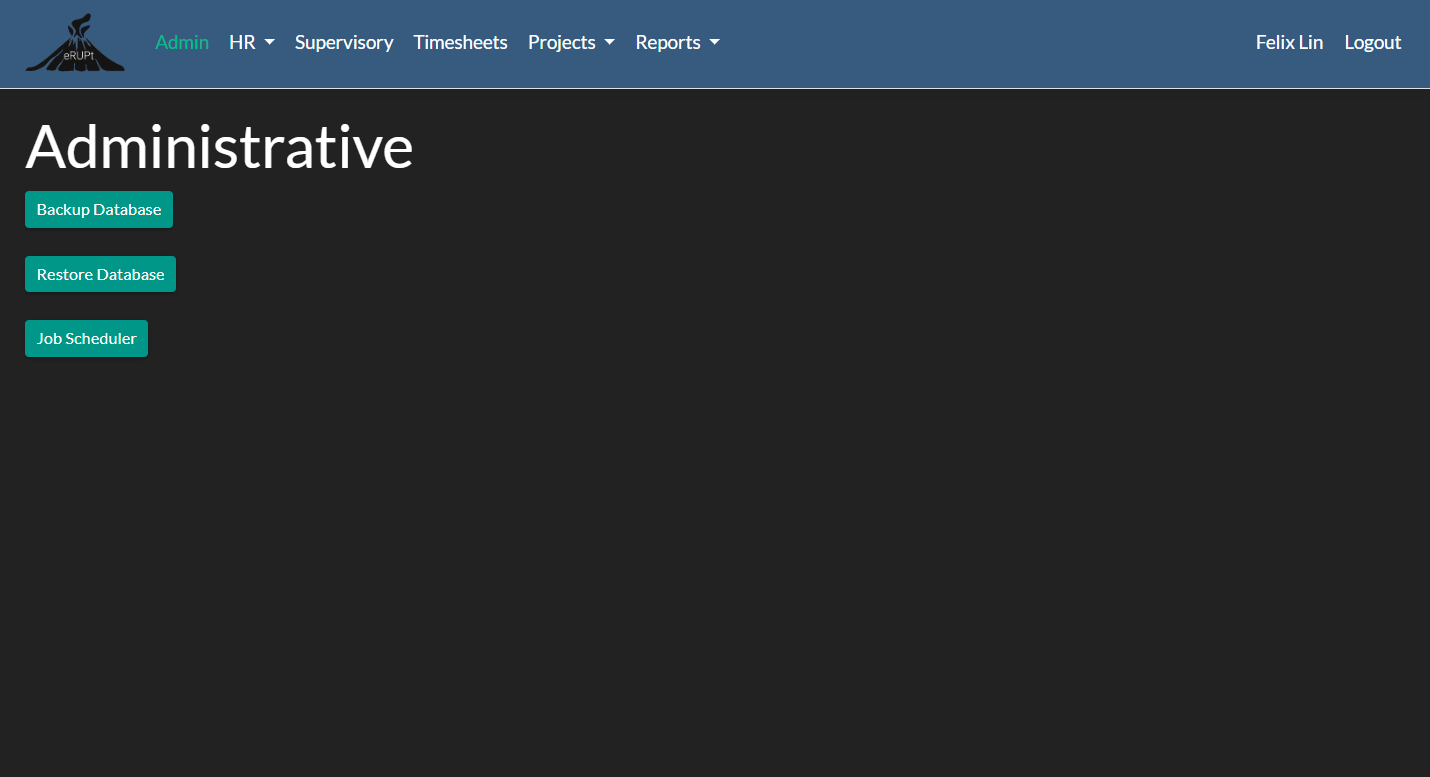 eRUPt
Admin HR Supervisory Timesheets Projects Reports Felix Lin Logout
Administrative
Backup Database
Restore Database
Job Scheduler